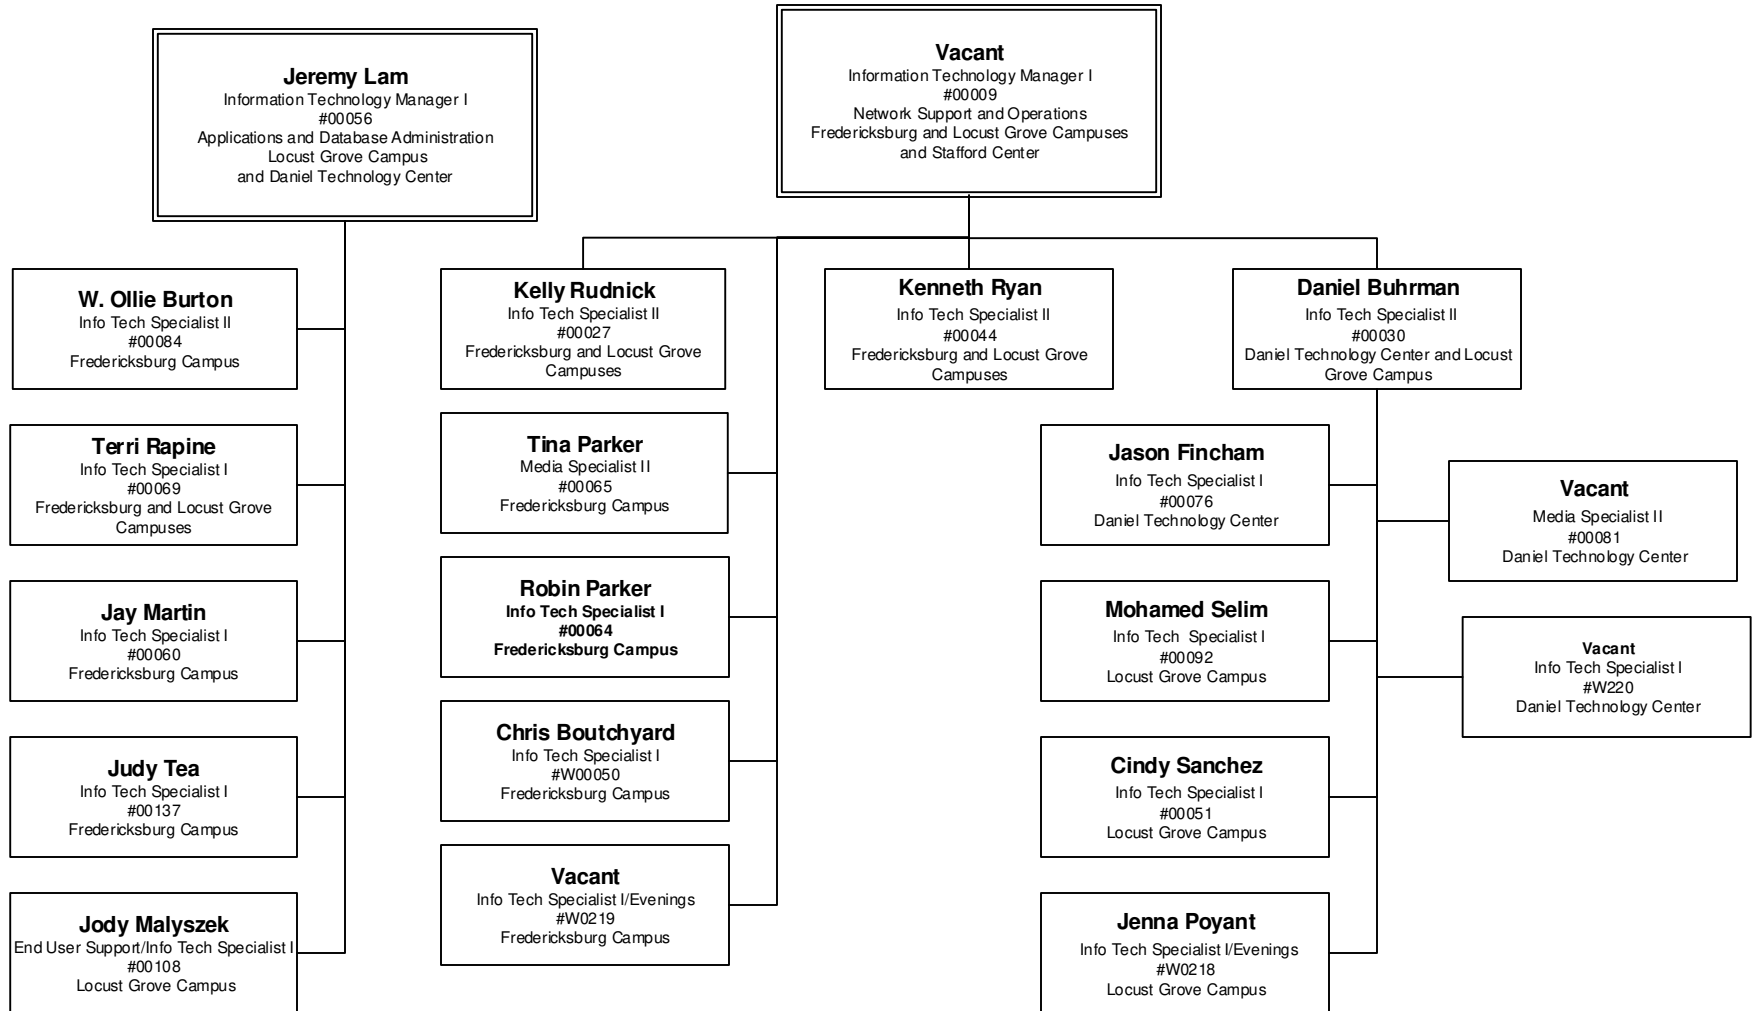 Jeremy Lam
Information Technology Manager I
#00056
Applications and Database Administration
Locust Grove Campus
and Daniel Technology Center
Vacant
Information Technology Manager I
#00009
Network Support and Operations
Fredericksburg and Locust Grove Campuses
and Stafford Center
W. Ollie Burton
Info Tech Specialist II
#00084
Fredericksburg Campus
Terri Rapine
Info Tech Specialist I
#00069
Fredericksburg and Locust Grove
Campuses
Jay Martin
Info Tech Specialist I
#00060
Fredericksburg Campus
Judy Tea
Info Tech Specialist I
#00137
Fredericksburg Campus
Jody Malyszek
End User Support/Info Tech Specialist I
#00108
Locust Grove Campus
Kelly Rudnick
Info Tech Specialist II
#00027
Fredericksburg and Locust Grove
Campuses
Tina Parker
Media Specialist II
#00065
Fredericksburg Campus
Robin Parker
Info Tech Specialist I
#00064
Fredericksburg Campus
Chris Boutchyard
Info Tech Specialist I
#W00050
Fredericksburg Campus
Vacant
Info Tech Specialist I/Evenings
#W0219
Fredericksburg Campus
Kenneth Ryan
Info Tech Specialist II
#00044
Fredericksburg and Locust Grove
Campuses
Daniel Buhrman
Info Tech Specialist II
#00030
Daniel Technology Center and Locust
Grove Campus
Jason Fincham
Info Tech Specialist I
#00076
Daniel Technology Center
Mohamed Selim
Info Tech Specialist I
#00092
Locust Grove Campus
Cindy Sanchez
Info Tech Specialist I
#00051
Locust Grove Campus
Jenna Poyant
Info Tech Specialist I/Evenings
#W0218
Locust Grove Campus
Vacant
Media Specialist II
#00081
Daniel Technology Center
Vacant
Info Tech Specialist I
#W220
Daniel Technology Center